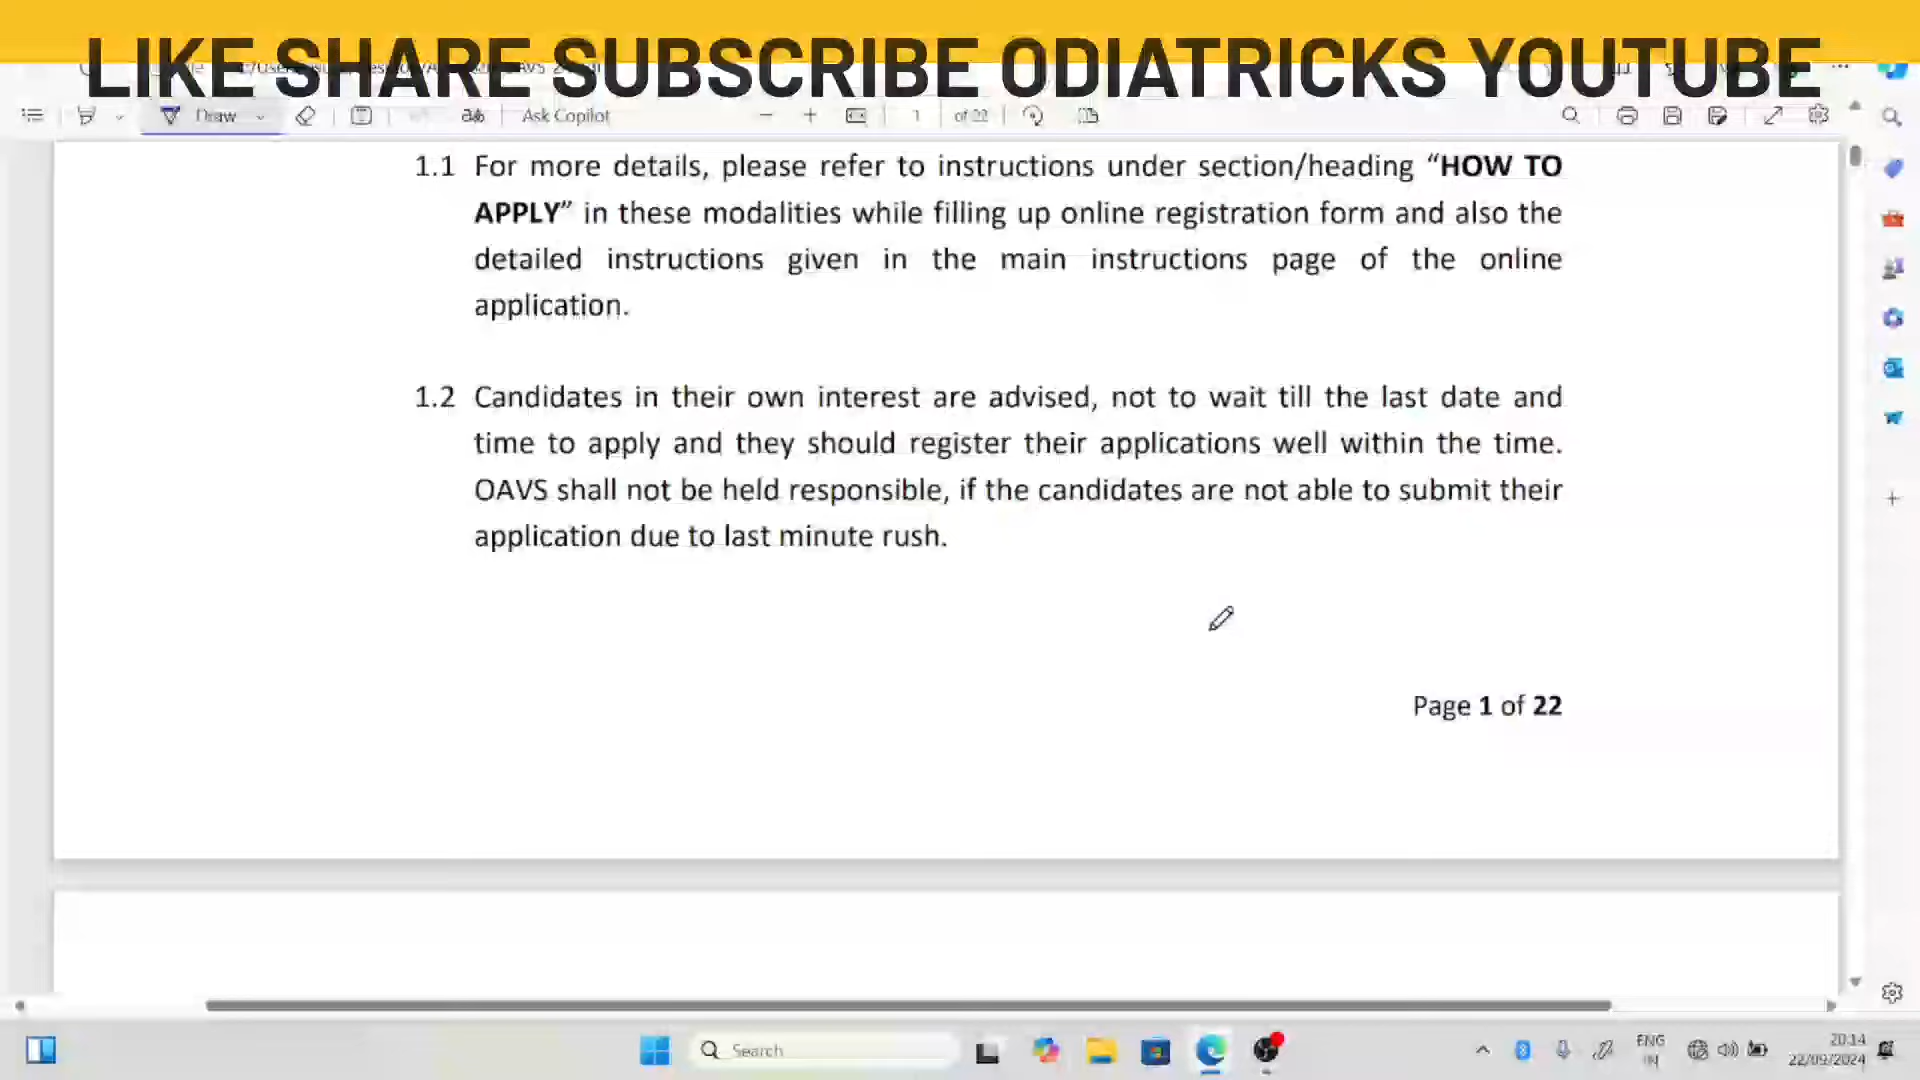 LIKE SHARE SUBSCRIBE ODIATRICKS YOUTUBE
Draw
Ask Copilot
1
of 22
1.1 For more details, please refer to instructions under section/heading “HOW TO
APPLY” in these modalities while filling up online registration form and also the
detailed instructions given in the main instructions page of the online
application.
1.2 Candidates in their own interest are advised, not to wait till the last date and
time to apply and they should register their applications well within the time.
OAVS shall not be held responsible, if the candidates are not able to submit their
application due to last minute rush.
Page 1 of 22
Search
ENG
IN
20:14
22/09/2024